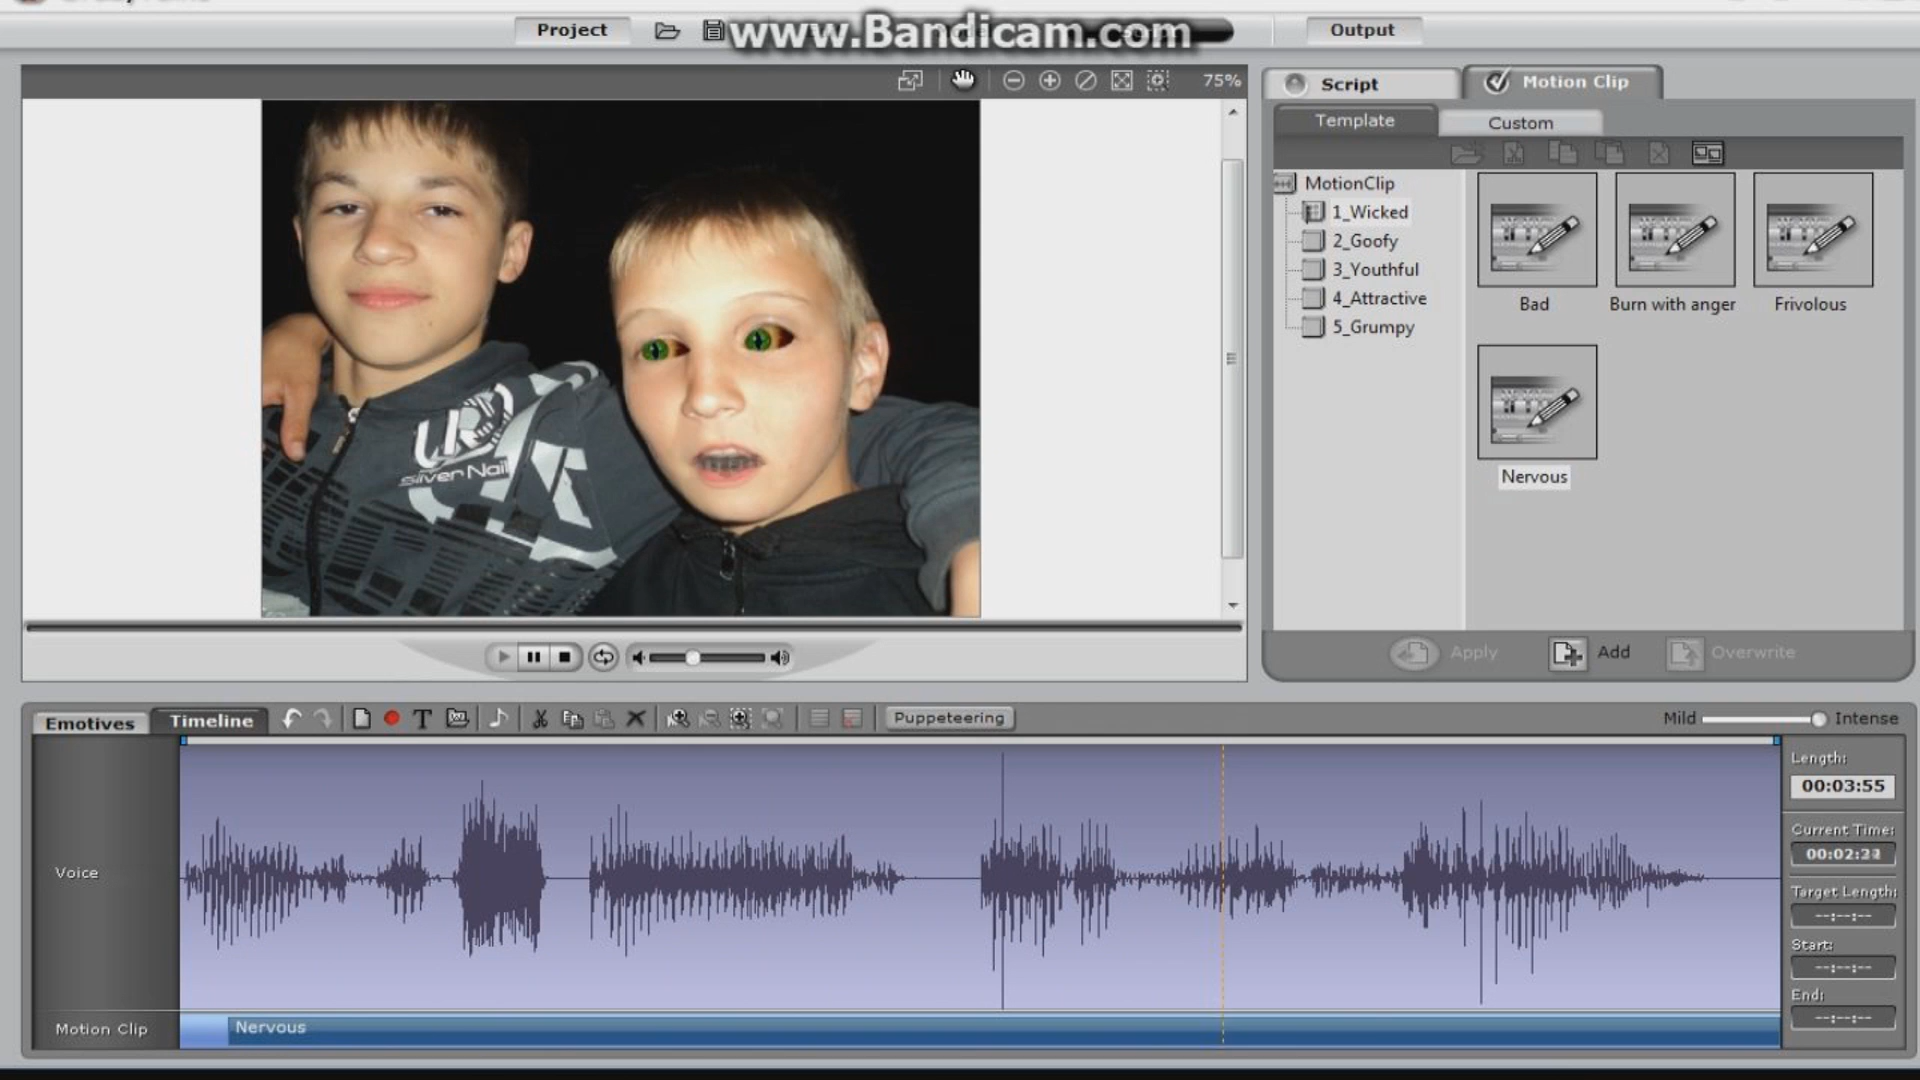 www.Bandicam.com
Project
Output
75%
Script
Motion Clip
Template
Custom
MotionClip
1_Wicked
2_Goofy
3_Youthful
4_Attractive
5_Grumpy
Bad
Burn with anger
Frivolous
Nervous
Silver Nail
Apply
Add
Overwrite
Emotives
Timeline
Puppeteering
Mild
Intense
Voice
Length:
00:03:55
Current Time:
Target Length:
--:--:--
Start:
--:--:--
End:
--:--:--
Motion Clip
Nervous